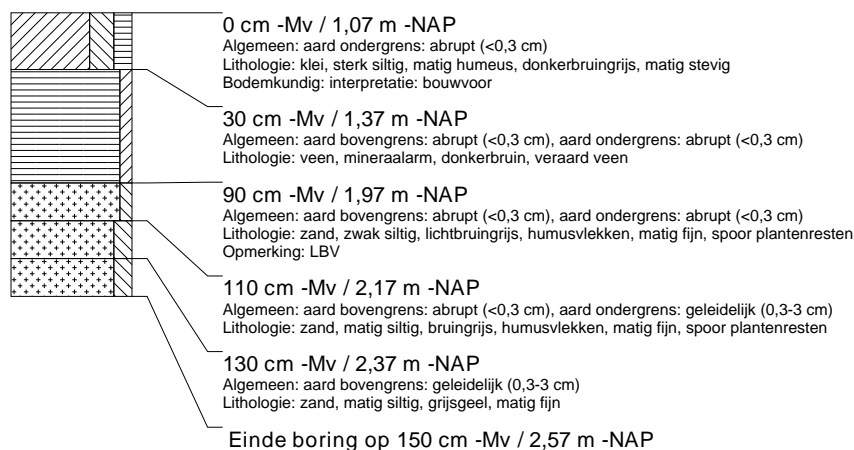 0 cm -Mv / 1,07 m -NAP
Algemeen: aard ondergrens: abrupt (<0,3 cm)
Lithologie: klei, sterk siltig, matig humeus, donkerbruingrijs, matig stevig
Bodemkundig: interpretatie: bouwvoor
30 cm -Mv / 1,37 m -NAP
Algemeen: aard bovengrens: abrupt (<0,3 cm), aard ondergrens: abrupt (<0,3 cm)
Lithologie: veen, mineraalarm, donkerbruin, veraard veen
90 cm -Mv / 1,97 m -NAP
Algemeen: aard bovengrens: abrupt (<0,3 cm), aard ondergrens: abrupt (<0,3 cm)
Lithologie: zand, zwak siltig, lichtbruingrijs, humusvlekken, matig fijn, spoor plantenresten
Opmerking: LBV
110 cm -Mv / 2,17 m -NAP
Algemeen: aard bovengrens: abrupt (<0,3 cm), aard ondergrens: geleidelijk (0,3-3 cm)
Lithologie: zand, matig siltig, bruingrijs, humusvlekken, matig fijn, spoor plantenresten
130 cm -Mv / 2,37 m -NAP
Algemeen: aard bovengrens: geleidelijk (0,3-3 cm)
Lithologie: zand, matig siltig, grijsgeel, matig fijn
Einde boring op 150 cm -Mv / 2,57 m -NAP